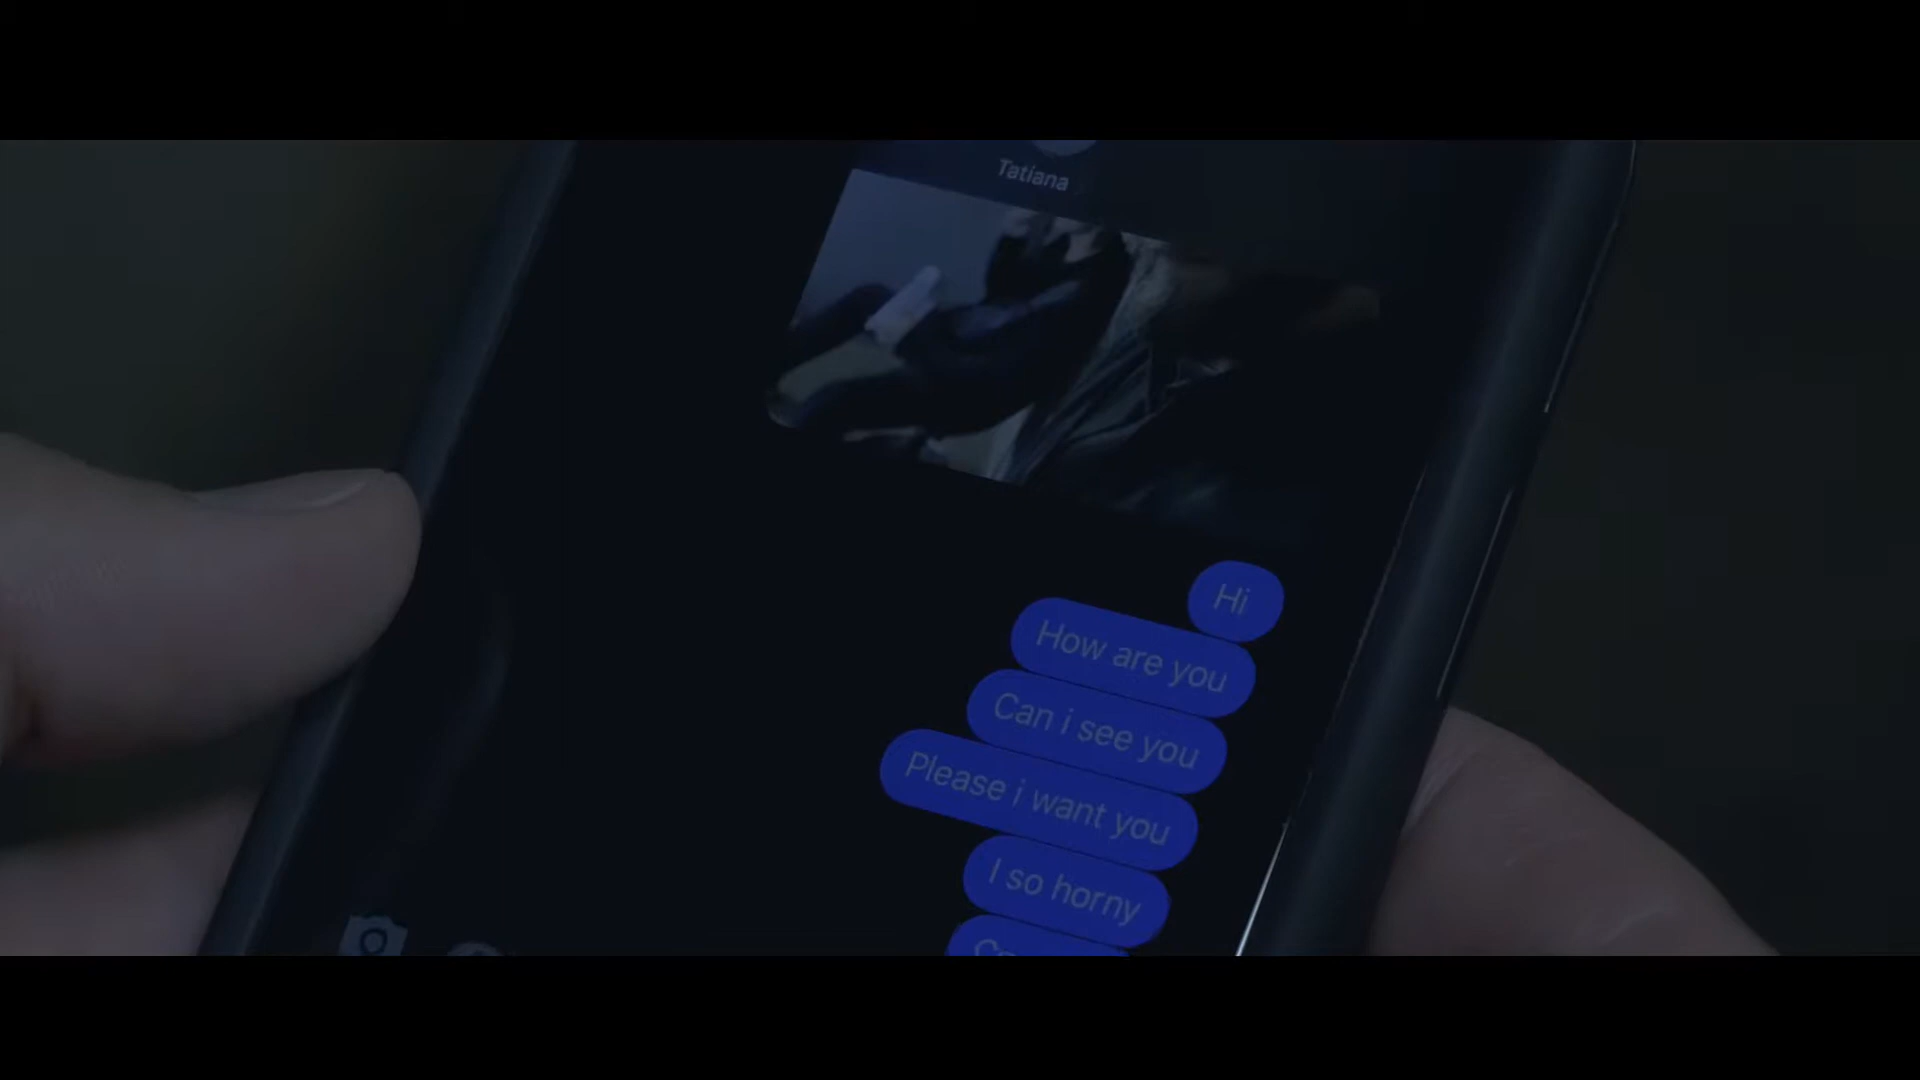 Tatiana
Hi
How are you
Can i see you
Please i want you
I so horny